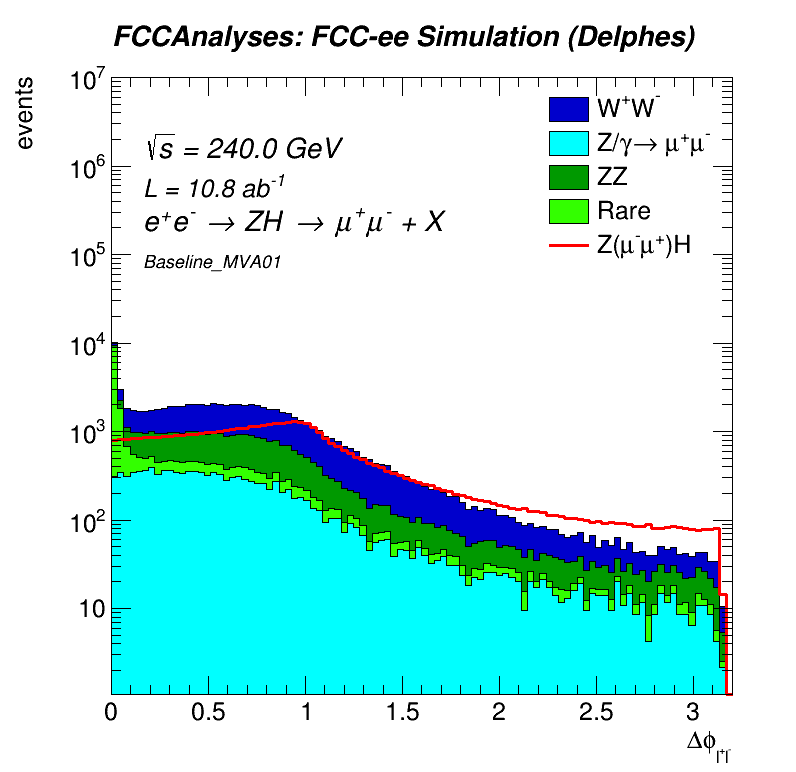 FCCAnalyses: FCC-ee Simulation (Delphes)
events
10⁷
10⁶
10⁵
10⁴
10³
10²
10
√s = 240.0 GeV
L = 10.8 ab⁻¹
e⁺e⁻ → ZH → μ⁺μ⁻ + X
Baseline_MVA01
W⁺W⁻
Z/γ→ μ⁺μ⁻
ZZ
Rare
Z(μ⁻μ⁺)H
0 0.5 1 1.5 2 2.5 3
Δϕ l⁺l⁻